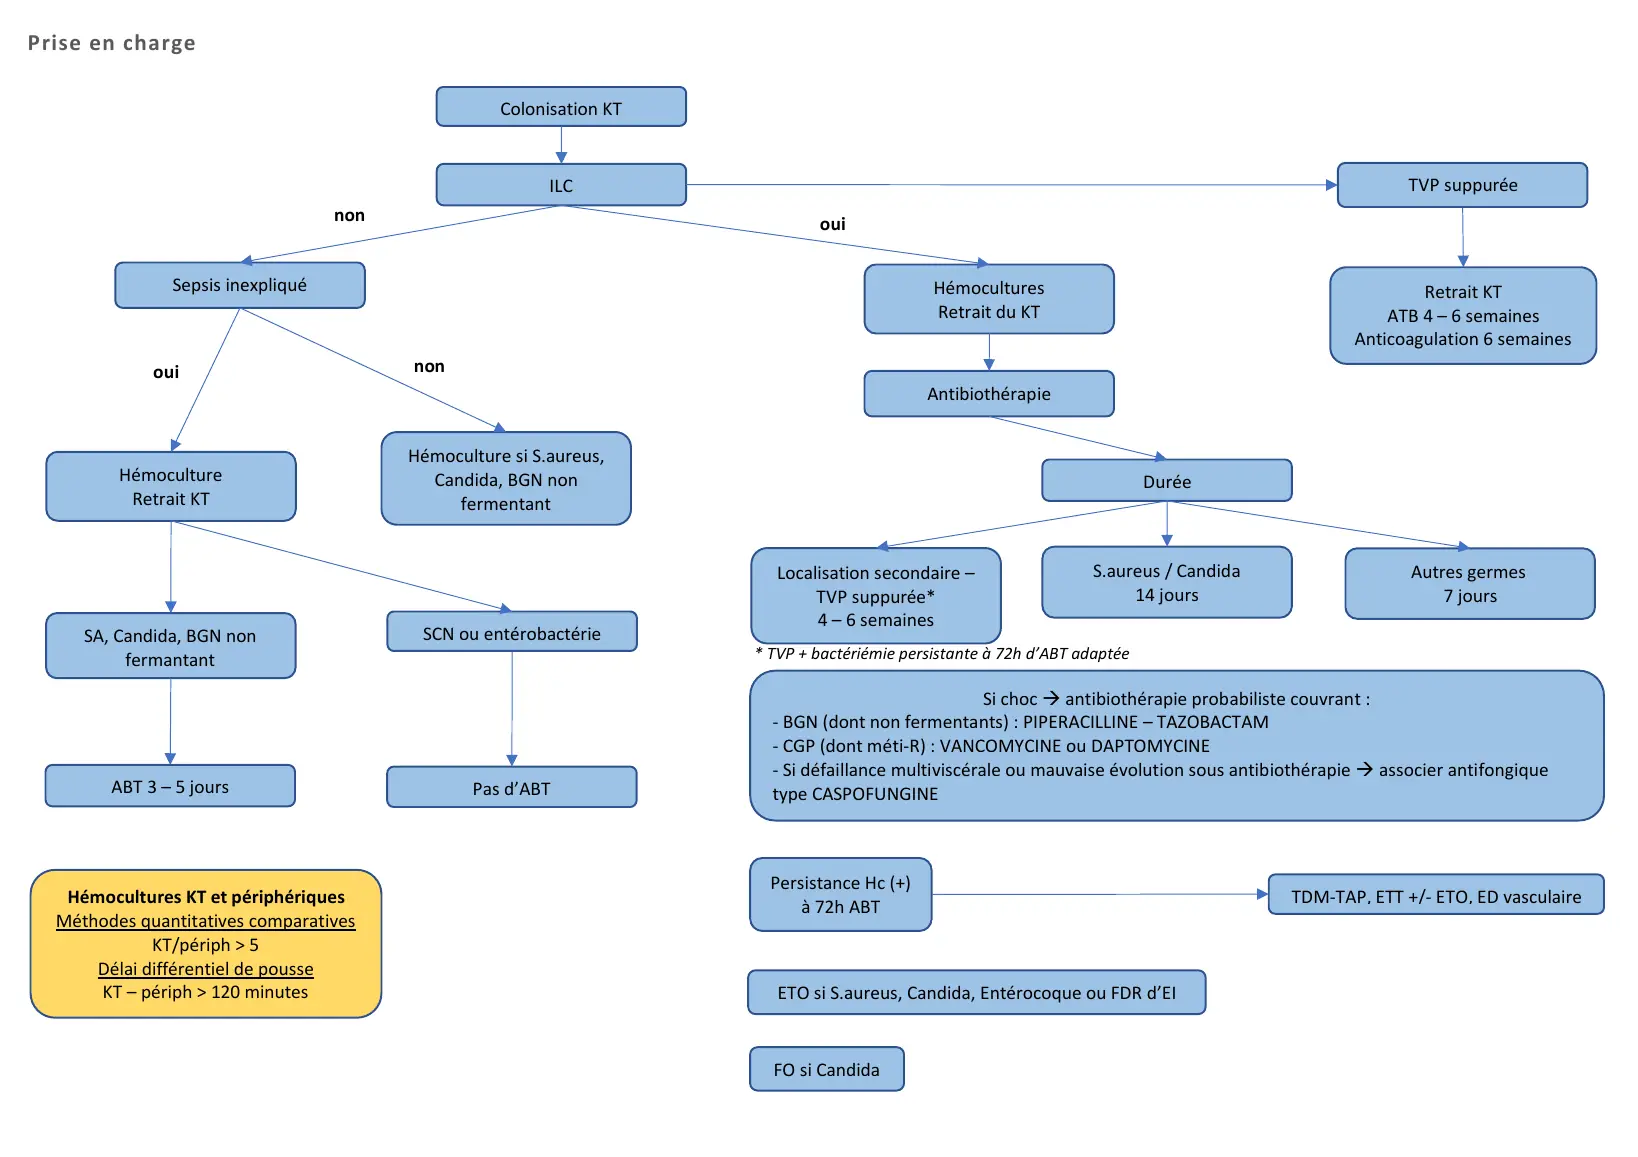 Prise en charge
Colonisation KT
ILC
TVP suppurée
non
oui
Sepsis inexpliqué
Hémocultures
Retrait du KT
Retrait KT
ATB 4 – 6 semaines
Anticoagulation 6 semaines
oui
non
Antibiothérapie
Hémoculture
Retrait KT
Hémoculture si S.aureus,
Candida, BGN non
fermentant
Durée
Localisation secondaire –
TVP suppurée*
4 – 6 semaines
S.aureus / Candida
14 jours
Autres germes
7 jours
* TVP + bactériémie persistante à 72h d’ABT adaptée
SA, Candida, BGN non
fermantant
SCN ou entérobactérie
ABT 3 – 5 jours
Pas d’ABT
Si choc → antibiothérapie probabiliste couvrant :
- BGN (dont non fermentants) : PIPERACILLINE – TAZOBACTAM
- CGP (dont méti-R) : VANCOMYCINE ou DAPTOMYCINE
- Si défaillance multiviscérale ou mauvaise évolution sous antibiothérapie → associer antifongique
type CASPOFUNGINE
Hémocultures KT et périphériques
Méthodes quantitatives comparatives
KT/périph > 5
Délai différentiel de pousse
KT – périph > 120 minutes
Persistance Hc (+)
à 72h ABT
TDM-TAP, ETT +/- ETO, ED vasculaire
ETO si S.aureus, Candida, Entérocoque ou FDR d’EI
FO si Candida